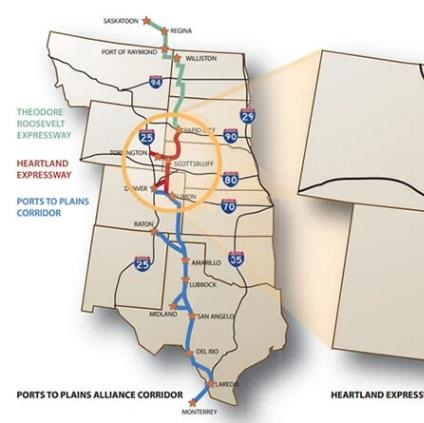 SASKATOON
REGINA
PORT OF RAYMOND
WILLISTON
94
THEODORE
ROOSEVELT
EXPRESSWAY
29
RAPID CITY
25
90
TORRINGTON
HEARTLAND
EXPRESSWAY
SCOTTSBLUFF
80
DENVER
LIMON
PORTS TO PLAINS
CORRIDOR
70
RATON
25
AMARILLO
35
LUBBOCK
MIDLAND
SAN ANGELO
DEL RIO
LAREDO
PORTS TO PLAINS ALLIANCE CORRIDOR
MONTERREY
HEARTLAND EXPRESS